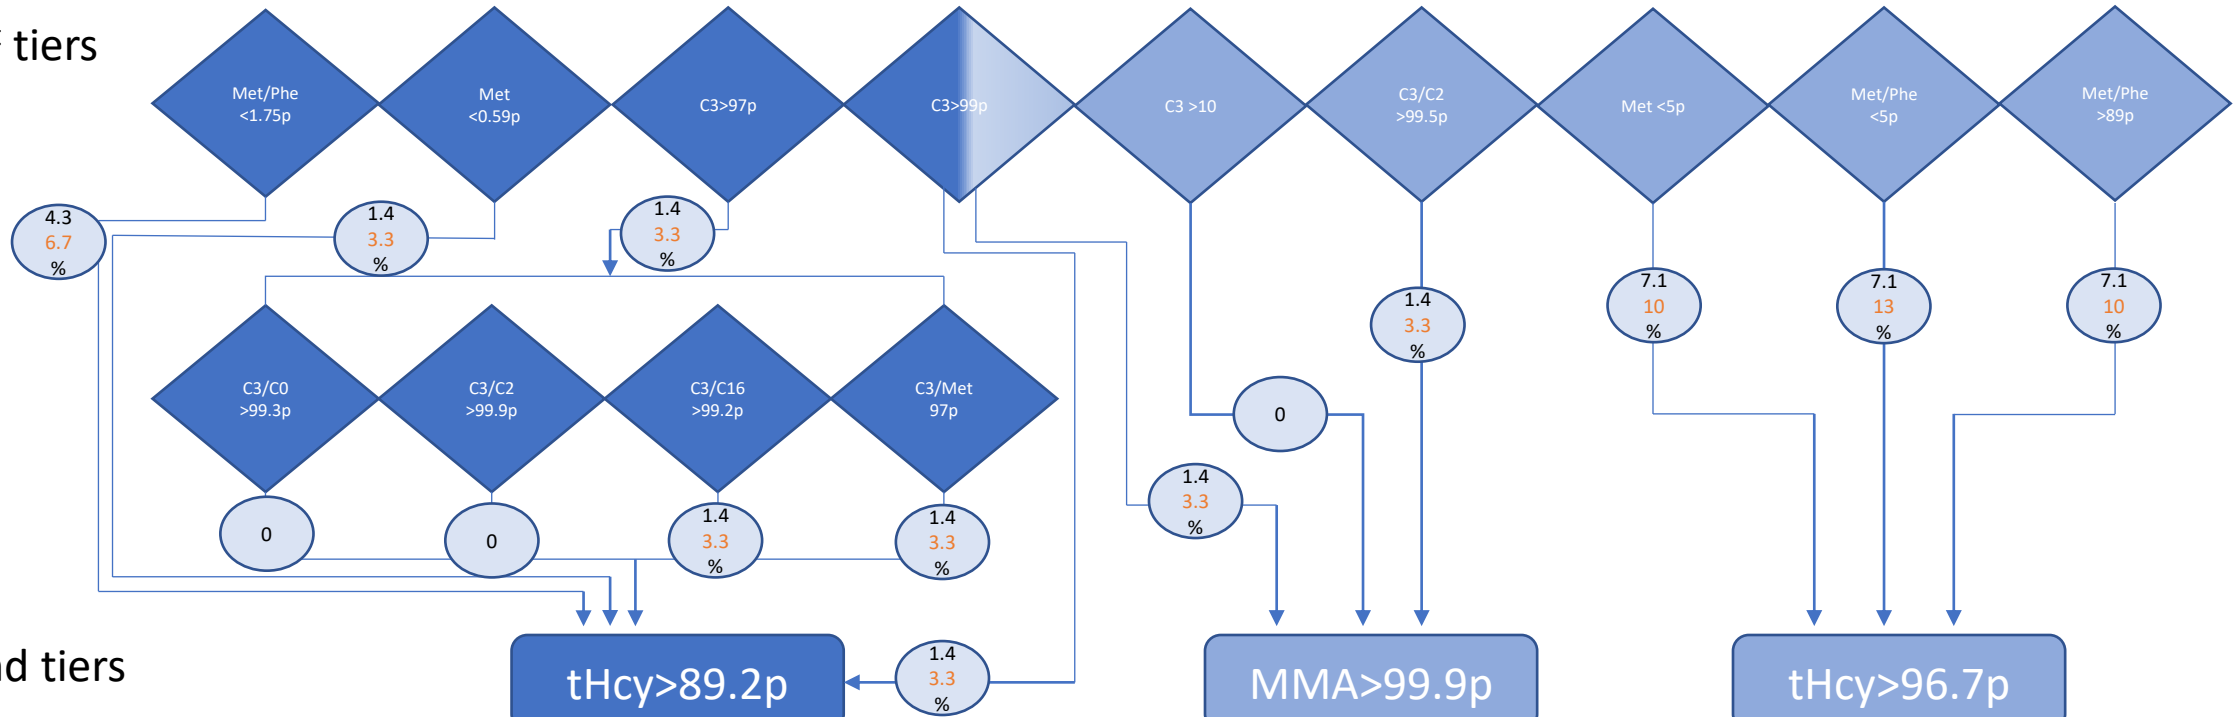 tiers
Met/Phe
<1.75p
Met
<0.59p
C3>97p
C3>99p
C3 >10
C3/C2
>99.5p
Met <5p
Met/Phe
<5p
Met/Phe
>89p
4.3
6.7
%
1.4
3.3
%
1.4
3.3
%
7.1
10
%
7.1
13
%
7.1
10
%
1.4
3.3
%
C3/C0
>99.3p
C3/C2
>99.9p
C3/C16
>99.2p
C3/Met
97p
0
1.4
3.3
%
0
0
1.4
3.3
%
1.4
3.3
%
nd tiers
tHcy>89.2p
1.4
3.3
%
MMA>99.9p
tHcy>96.7p